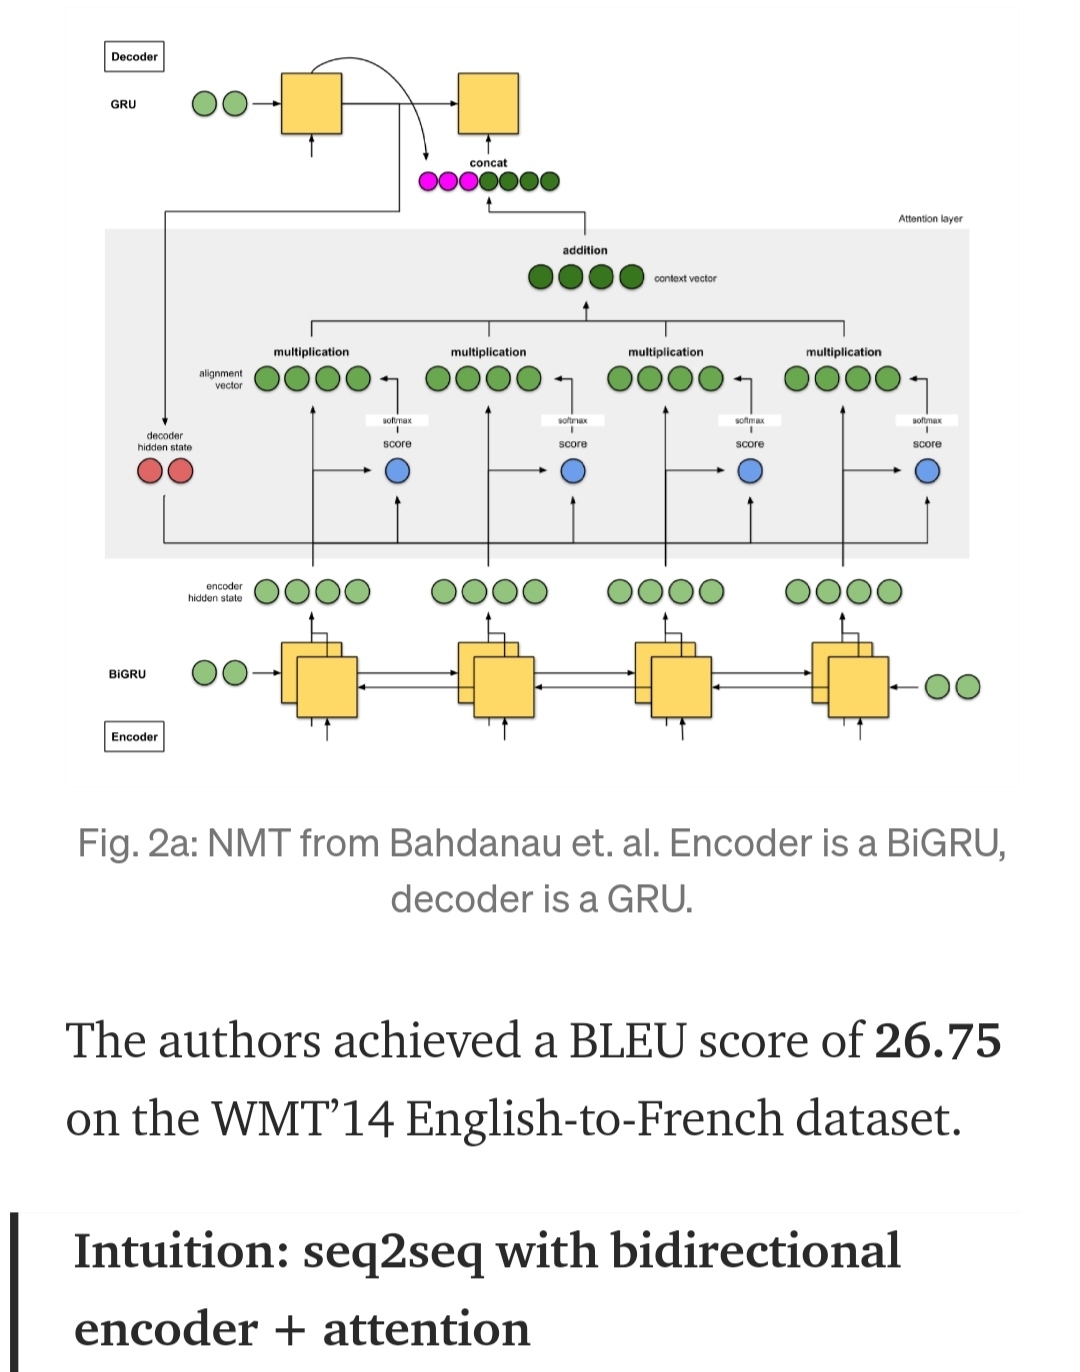 Decoder
GRU
concat
Attention layer
addition
context vector
multiplication multiplication multiplication multiplication
alignment
vector
softmax softmax softmax softmax
decoder
hidden state
score score score score
encoder
hidden state
BiGRU
Encoder
Fig. 2a: NMT from Bahdanau et. al. Encoder is a BiGRU,
decoder is a GRU.
The authors achieved a BLEU score of 26.75
on the WMT’14 English-to-French dataset.
Intuition: seq2seq with bidirectional
encoder + attention